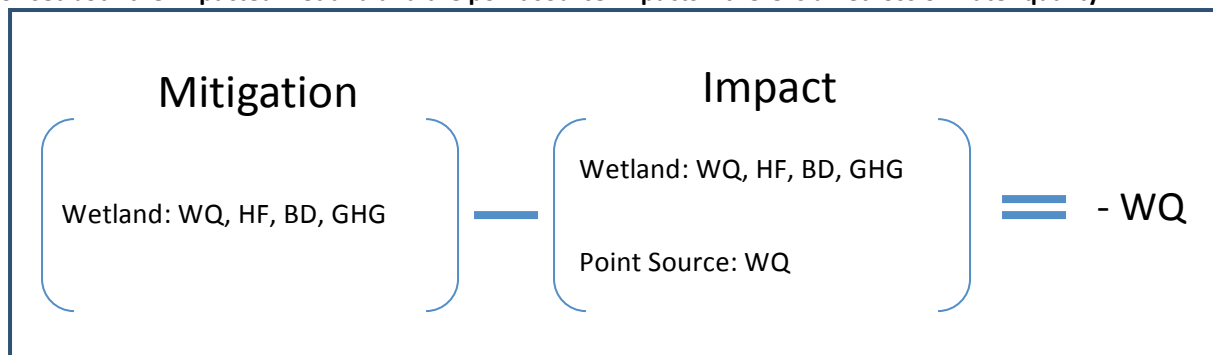 Mitigation
Impact
Wetland: WQ, HF, BD, GHG
Wetland: WQ, HF, BD, GHG
Point Source: WQ
- WQ